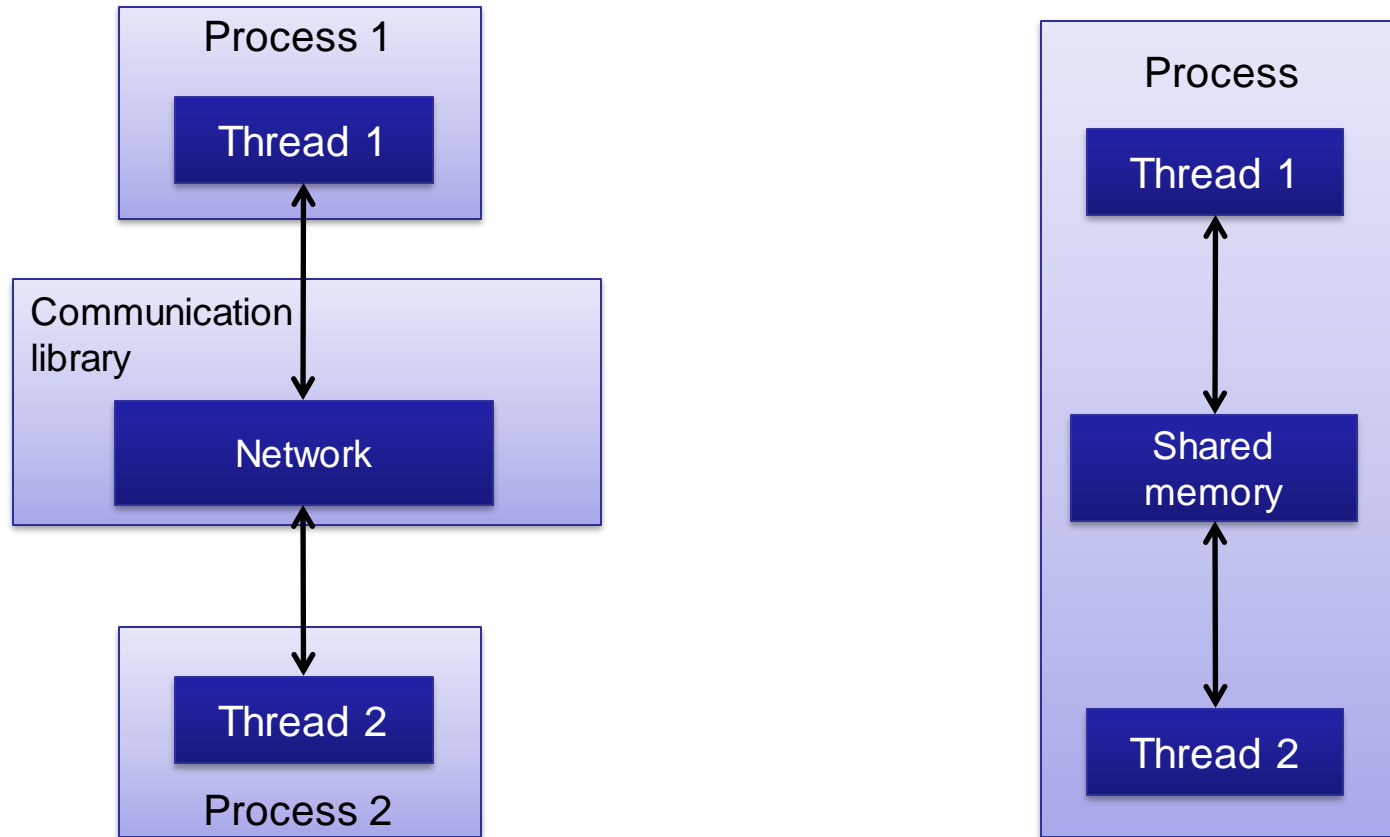 Process 1
Thread 1
Communication
library
Network
Thread 2
Process 2
Process
Thread 1
Shared
memory
Thread 2